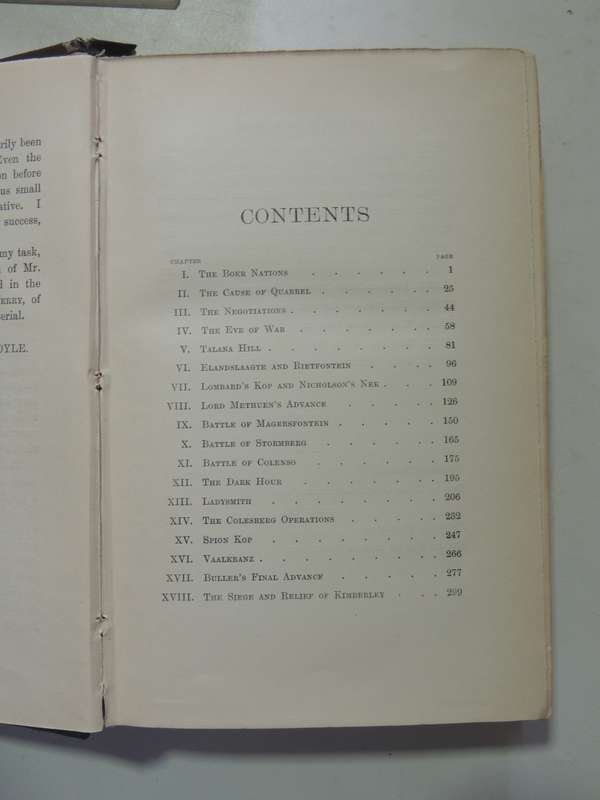 rily been
Even the
on before
us small
ative. I
success,
my task,
of Mr.
l in the
ERRY, of
erial.
OYLE.
CONTENTS
CHAPTER PAGE
I. THE BOER NATIONS . . . . . . 1
II. THE CAUSE OF QUARREL . . . . . . 25
III. THE NEGOTIATIONS . . . . . . . 44
IV. THE EVE OF WAR . . . . . . 58
V. TALANA HILL . . . . . . . . 81
VI. ELANDSLAAGTE AND RIETFONTEIN . . . . 96
VII. LOMBARD'S KOP AND NICHOLSON'S NEK . . . 109
VIII. LORD METHUEN'S ADVANCE . . . . . 126
IX. BATTLE OF MAGERSFONTEIN . . . . . 150
X. BATTLE OF STORMBERG . . . . . . 165
XI. BATTLE OF COLENSO . . . . . . 175
XII. THE DARK HOUR . . . . . . 195
XIII. LADYSMITH . . . . . . . 206
XIV. THE COLESBERG OPERATIONS . . . . . 232
XV. SPION KOP . . . . . . . 247
XVI. VAALKRANZ . . . . . . . . . 266
XVII. BULLER'S FINAL ADVANCE . . . . . 277
XVIII. THE SIEGE AND RELIEF OF KIMBERLEY . . . 299